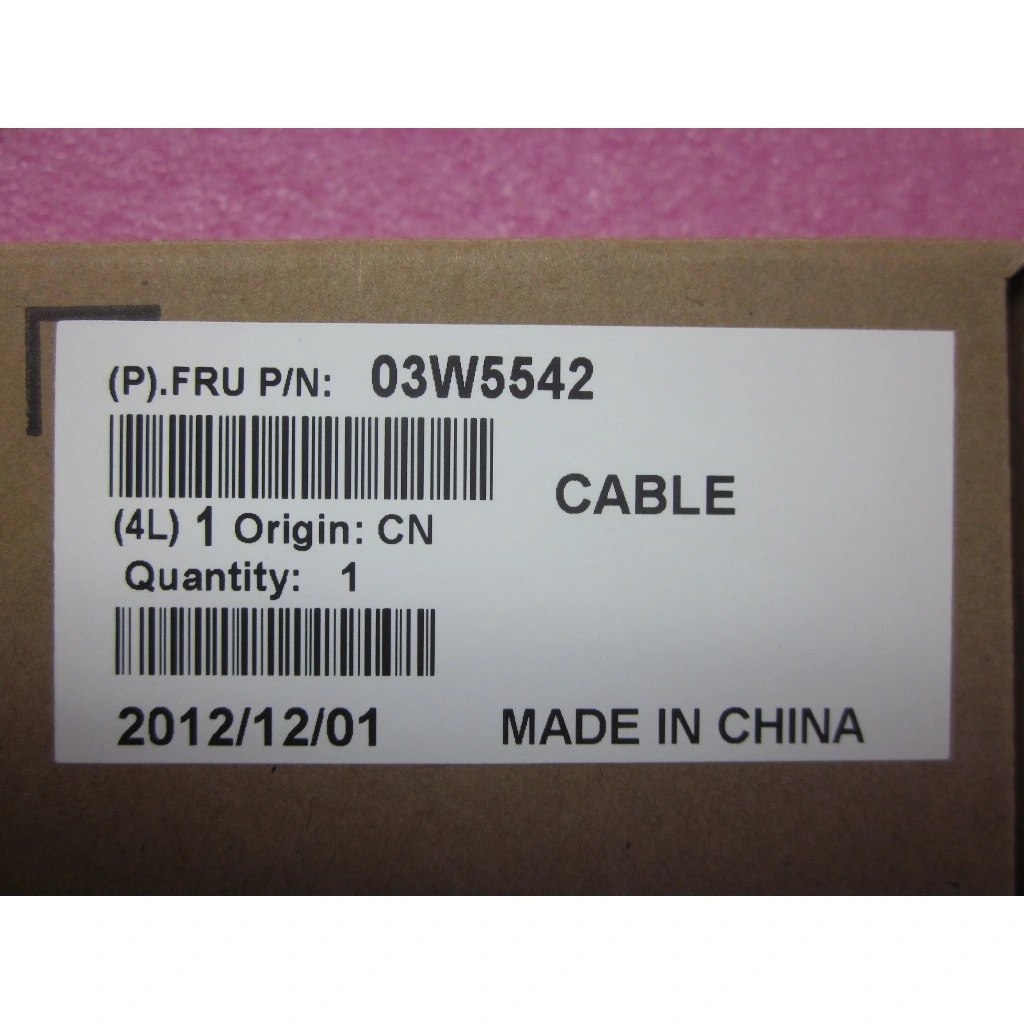 (P).FRU P/N: 03W5542
CABLE
(4L) 1 Origin: CN
Quantity: 1
2012/12/01 MADE IN CHINA